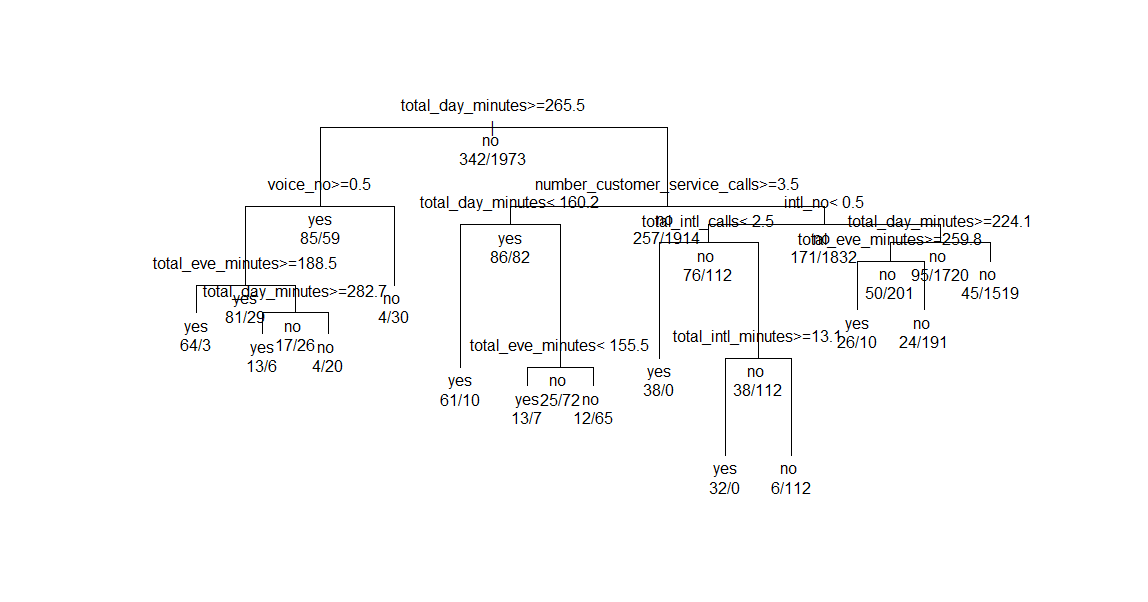 total_day_minutes>=265.5
no
342/1973
voice_no>=0.5
number_customer_service_calls>=3.5
total_day_minutes< 160.2
intl_no< 0.5
yes
85/59
no
257/1914
total_intl_calls< 2.5
total_day_minutes>=224.1
yes
86/82
no
171/1832
total_eve_minutes>=259.8
total_eve_minutes>=188.5
no
76/112
no
95/1720
yes
81/29
total_day_minutes>=282.7
no
4/30
no
50/201
no
45/1519
yes
64/3
no
17/26
yes
13/6
no
4/20
total_eve_minutes< 155.5
total_intl_minutes>=13.1
yes
26/10
no
24/191
yes
61/10
no
25/72
yes
13/7
no
12/65
yes
38/0
no
38/112
yes
32/0
no
6/112